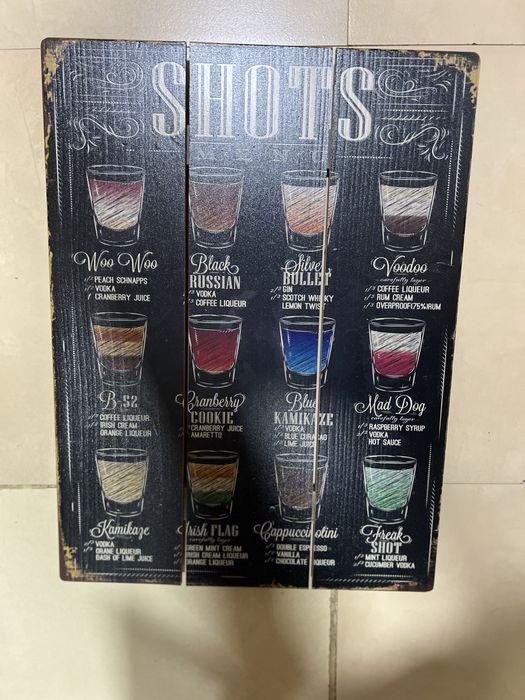 SHOTS
Woo Woo
PEACH SCHNAPPS
VODKA
CRANBERRY JUICE
Black
RUSSIAN
VODKA
COFFEE LIQUEUR
Silver
BULLET
GIN
SCOTCH WHISKY
LEMON TWIST
Voodoo
carefully layer
COFFEE LIQUEUR
RUM CREAM
OVERPROOF(75%)RUM
B-52
COFFEE LIQUEUR
IRISH CREAM
ORANGE LIQUEUR
Cranberry
COOKIE
CRANBERRY JUICE
AMARETTO
Blue
KAMIKAZE
VODKA
BLUE CURACAO
LIME JUICE
Mad Dog
carefully layer
RASPBERRY SYRUP
VODKA
HOT SAUCE
Kamikaze
VODKA
ORANE LIQUEUR
DASH OF LIME JUICE
Irish FLAG
carefully layer
GREEN MINT CREAM
IRISH CREAM LIQUEUR
ORANGE LIQUEUR
Cappuccinotini
DOUBLE ESPRESSO
VANILLA
CHOCOLATE LIQUEUR
Freak
SHOT
MINT LIQUEUR
CUCUMBER VODKA